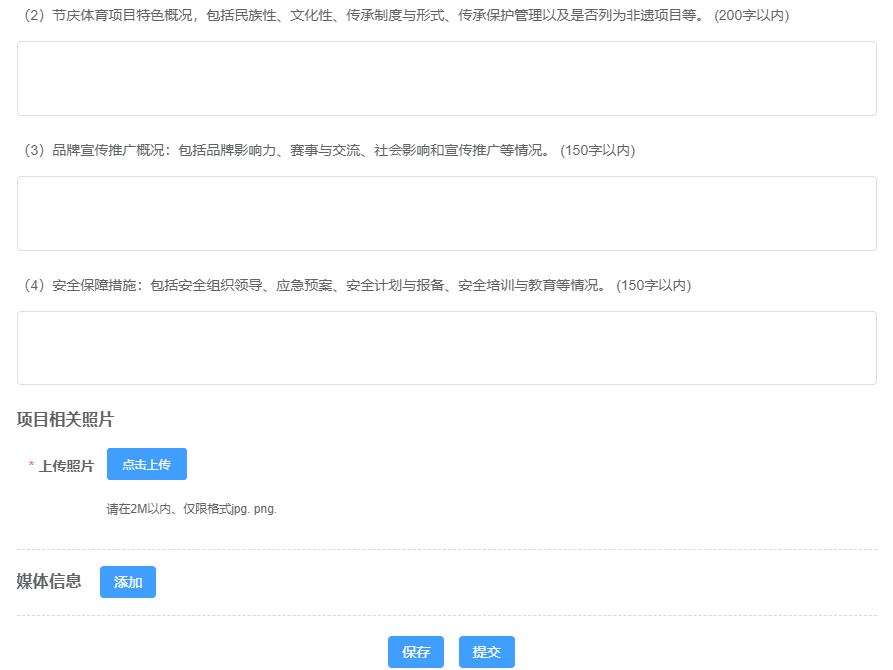 （2）节庆体育项目特色概况，包括民族性、文化性、传承制度与形式、传承保护管理以及是否列为非遗项目等。 (200字以内)
（3）品牌宣传推广概况：包括品牌影响力、赛事与交流、社会影响和宣传推广等情况。 (150字以内)
（4）安全保障措施：包括安全组织领导、应急预案、安全计划与报备、安全培训与教育等情况。 (150字以内)
项目相关照片
* 上传照片 点击上传
请在2M以内、仅限格式jpg. png.
媒体信息 添加
保存 提交